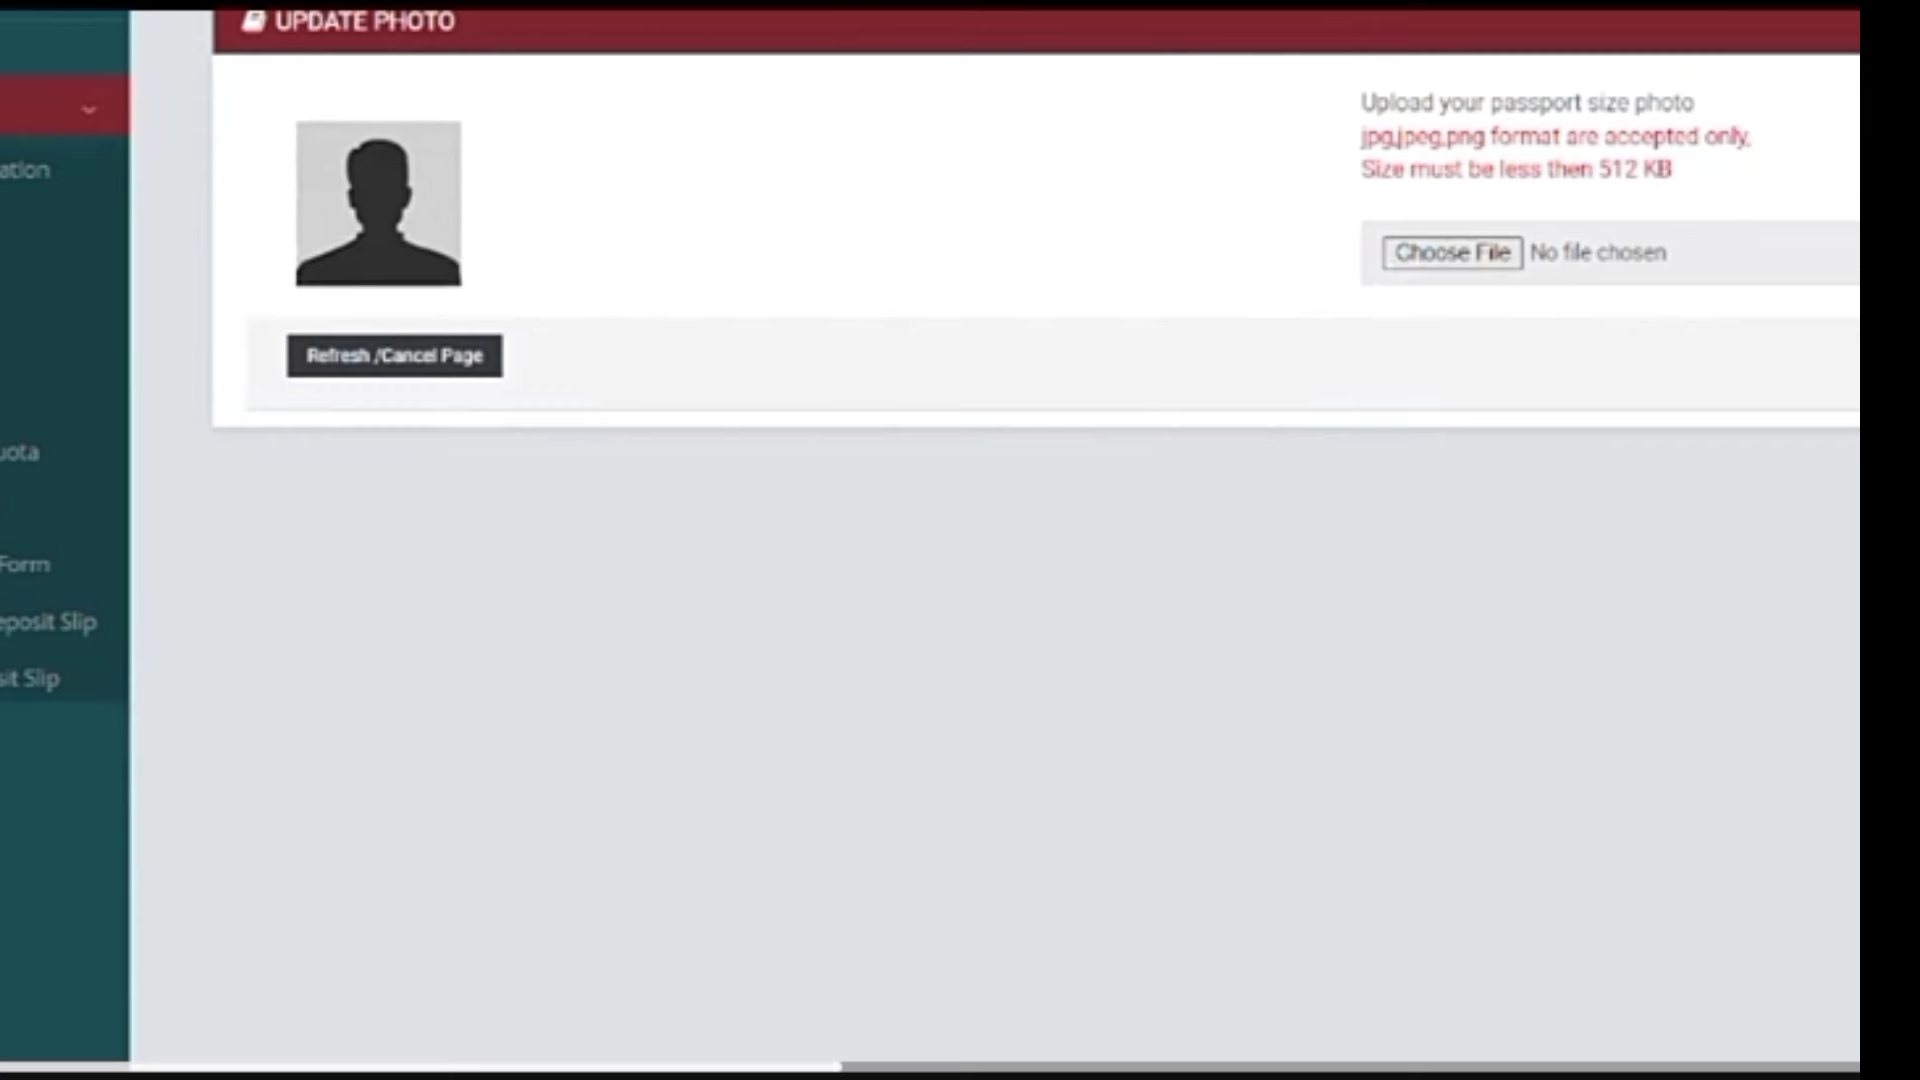 UPDATE PHOTO
Upload your passport size photo
jpg,jpeg,png format are accepted only,
Size must be less then 512 KB
Choose File No file chosen
Refresh /Cancel Page
ation
uota
Form
eposit Slip
sit Slip